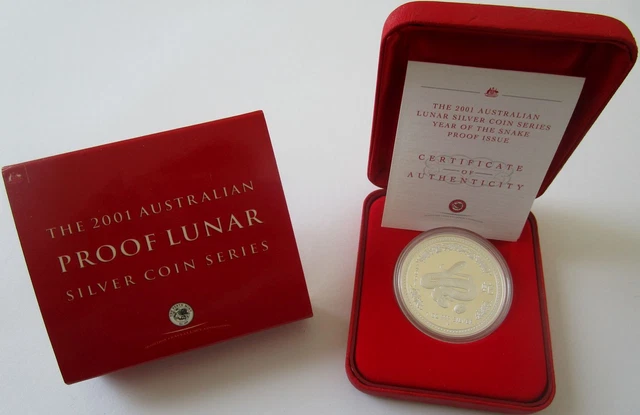 THE 2001 AUSTRALIAN
PROOF LUNAR
SILVER COIN SERIES
THE 2001 AUSTRALIAN
LUNAR SILVER COIN SERIES
YEAR OF THE SNAKE
PROOF ISSUE
CERTIFICATE
OF
AUTHENTICITY